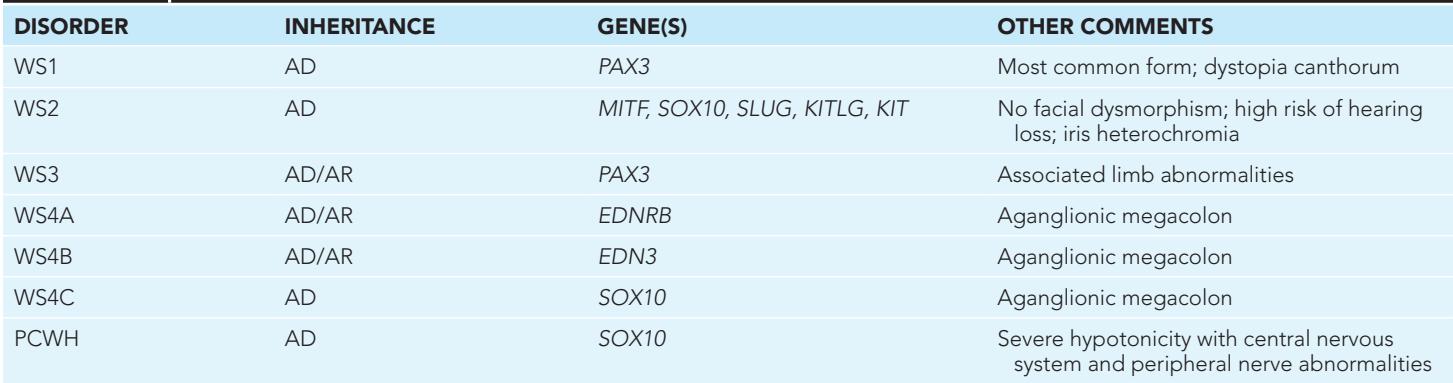 DISORDER INHERITANCE GENE(S) OTHER COMMENTS
WS1 AD PAX3 Most common form; dystopia canthorum
WS2 AD MITF, SOX10, SLUG, KITLG, KIT No facial dysmorphism; high risk of hearing
loss; iris heterochromia
WS3 AD/AR PAX3 Associated limb abnormalities
WS4A AD/AR EDNRB Aganglionic megacolon
WS4B AD/AR EDN3 Aganglionic megacolon
WS4C AD SOX10 Aganglionic megacolon
PCWH AD SOX10 Severe hypotonicity with central nervous
system and peripheral nerve abnormalities